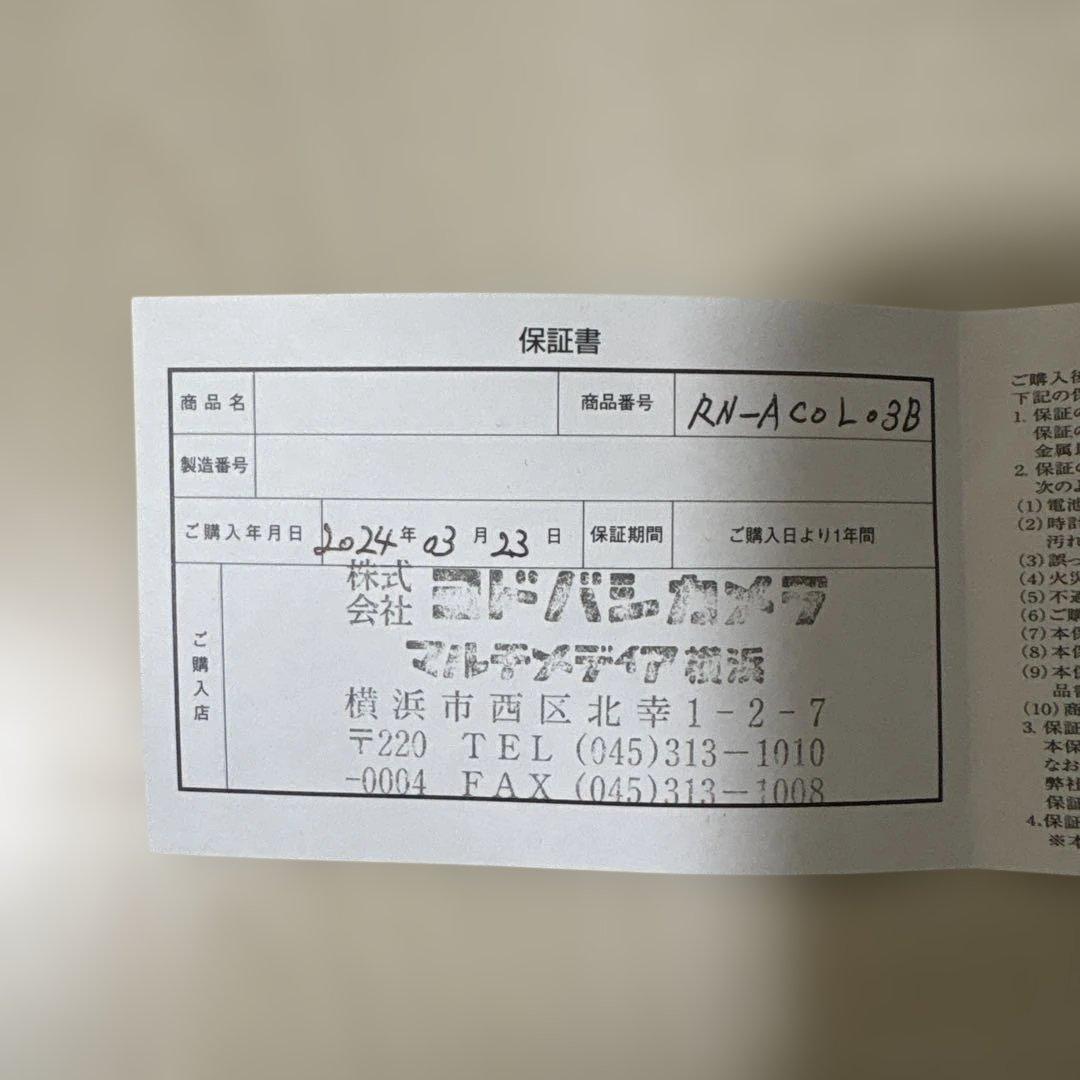 保証書
商品名
商品番号 RN-AC0L03B
製造番号
ご購入年月日 2024年03月23日 保証期間 ご購入日より1年間
ご購入店
株式会社 ヨドバシカメラ
マルチメディア横浜
横浜市西区北幸1-2-7
〒220 TEL (045)313-1010
-0004 FAX (045)313-1008
ご購入後
下記の保
1. 保証の
保証の
金属
2. 保証の
次のよ
(1) 電池
(2) 時計
汚れ
(3) 誤っ
(4) 火災
(5) 不適
(6) ご購
(7) 本保
(8) 本保
(9) 本保
品書
(10) 商
3. 保証
本保
なお
弊社
保証
4. 保証
※本